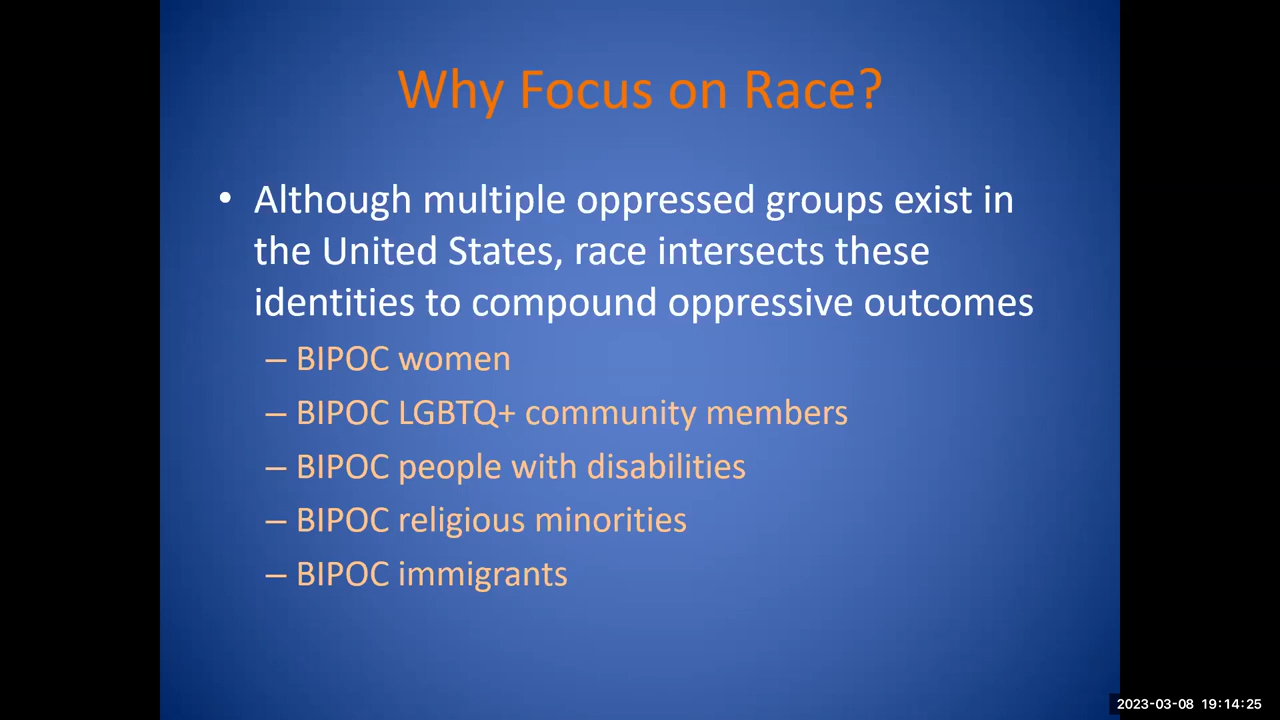 Why Focus on Race?
• Although multiple oppressed groups exist in
the United States, race intersects these
identities to compound oppressive outcomes
– BIPOC women
– BIPOC LGBTQ+ community members
– BIPOC people with disabilities
– BIPOC religious minorities
– BIPOC immigrants
2023-03-08 19:14:25